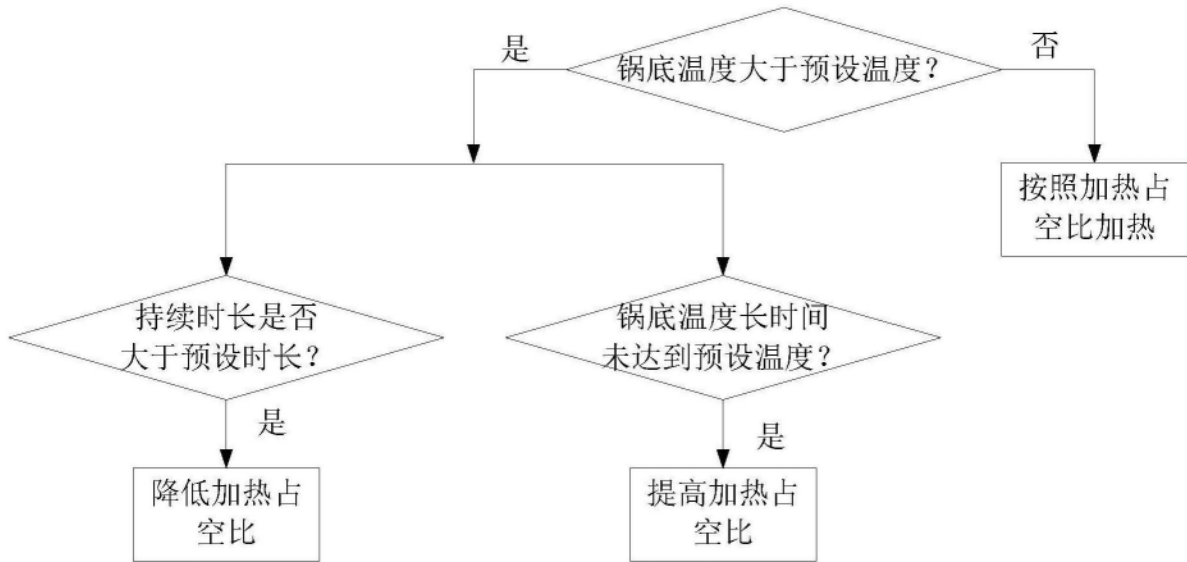 是
锅底温度大于预设温度？
否
按照加热占
空比加热
持续时长是否
大于预设时长？
锅底温度长时间
未达到预设温度？
是
是
降低加热占
空比
提高加热占
空比